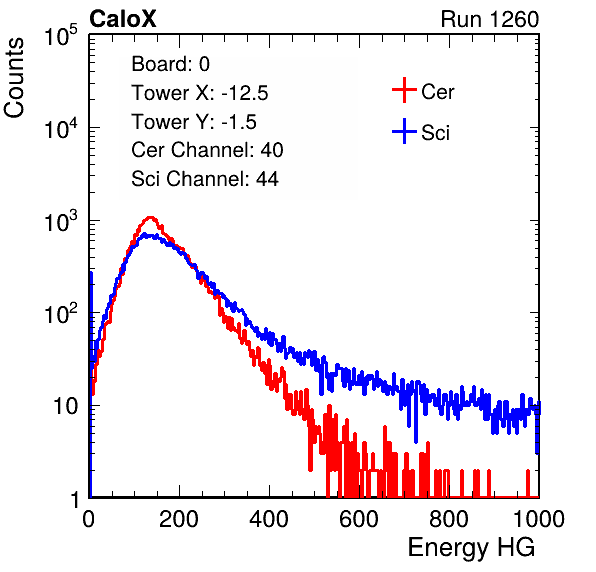 CaloX Run 1260
Counts
10^5
10^4
10^3
10^2
10
1
Board: 0
Tower X: -12.5
Tower Y: -1.5
Cer Channel: 40
Sci Channel: 44
Cer
Sci
0 200 400 600 800 1000
Energy HG